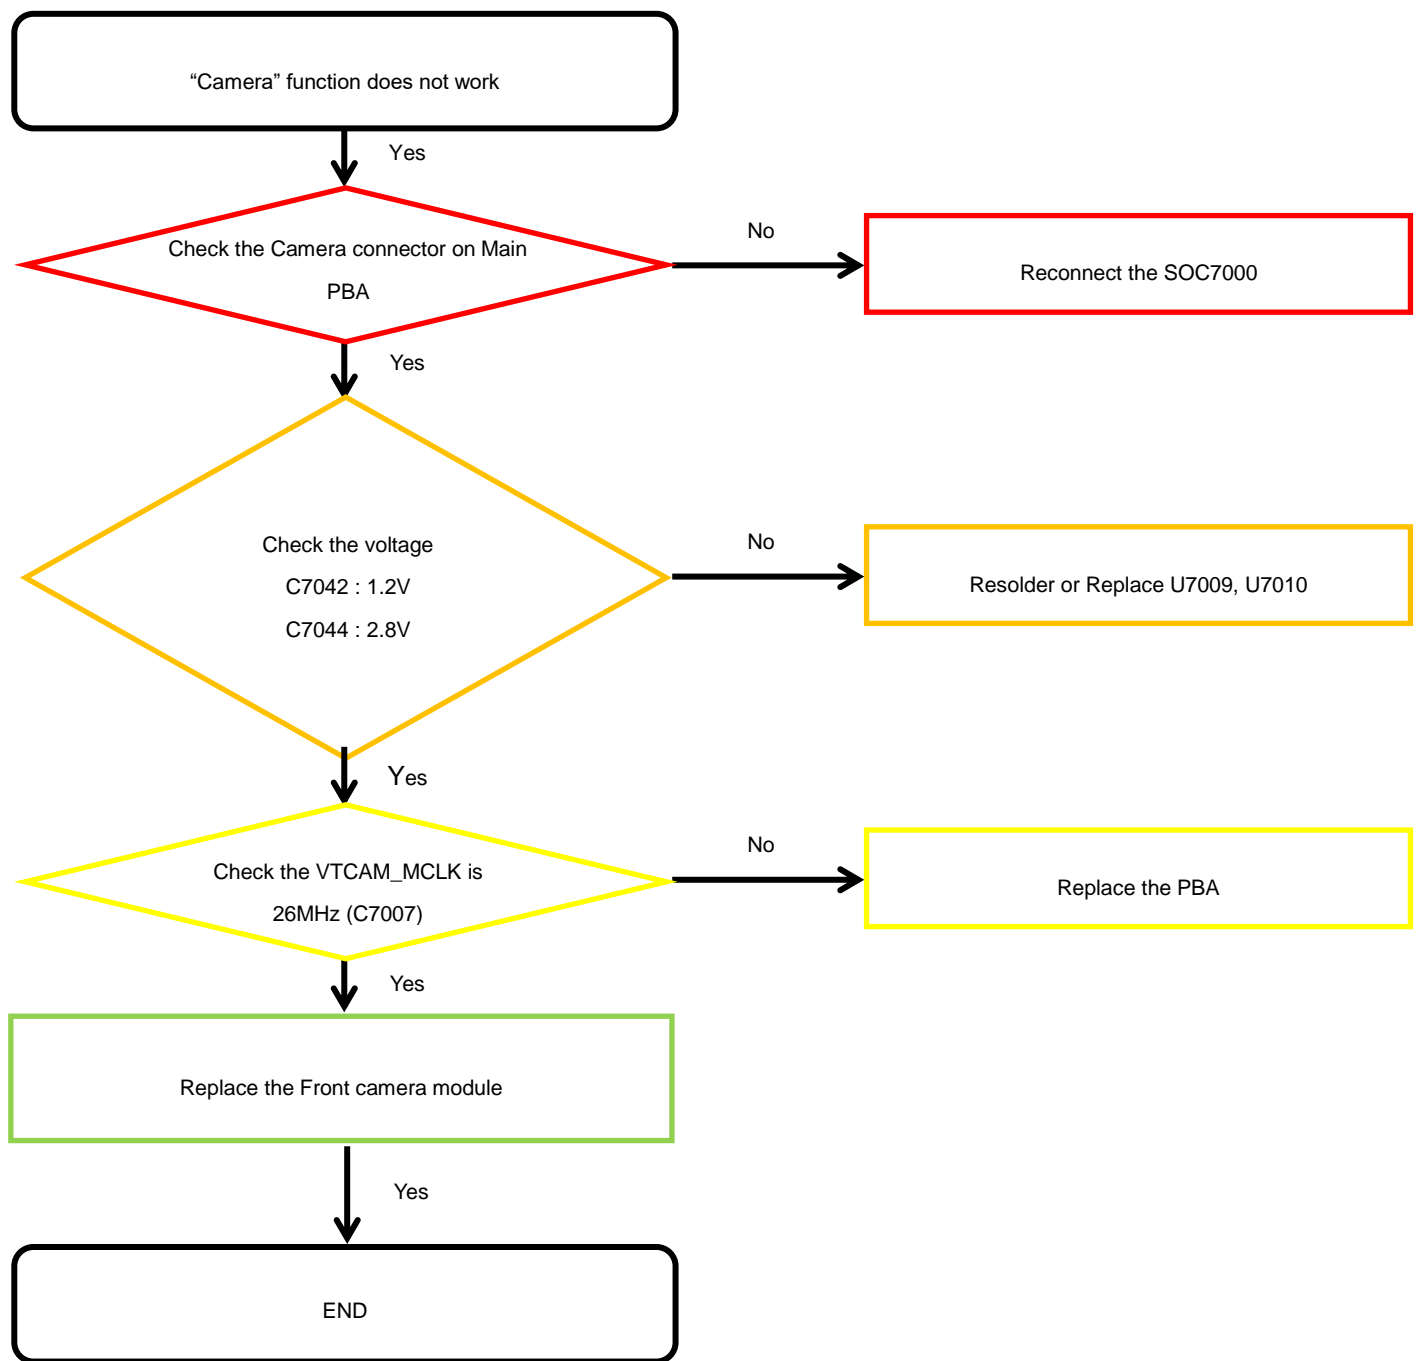 “Camera” function does not work
Yes
Check the Camera connector on Main
PBA
No
Reconnect the SOC7000
Yes
Check the voltage
C7042 : 1.2V
C7044 : 2.8V
No
Resolder or Replace U7009, U7010
Yes
Check the VTCAM_MCLK is
26MHz (C7007)
No
Replace the PBA
Yes
Replace the Front camera module
Yes
END